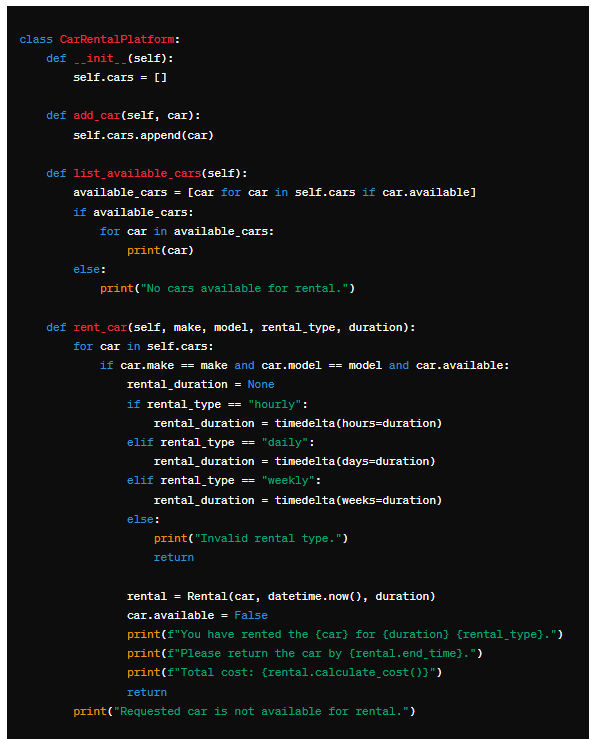 class CarRentalPlatform:
    def __init__(self):
        self.cars = []

    def add_car(self, car):
        self.cars.append(car)

    def list_available_cars(self):
        available_cars = [car for car in self.cars if car.available]
        if available_cars:
            for car in available_cars:
                print(car)
        else:
            print("No cars available for rental.")

    def rent_car(self, make, model, rental_type, duration):
        for car in self.cars:
            if car.make == make and car.model == model and car.available:
                rental_duration = None
                if rental_type == "hourly":
                    rental_duration = timedelta(hours=duration)
                elif rental_type == "daily":
                    rental_duration = timedelta(days=duration)
                elif rental_type == "weekly":
                    rental_duration = timedelta(weeks=duration)
                else:
                    print("Invalid rental type.")
                    return

                rental = Rental(car, datetime.now(), duration)
                car.available = False
                print(f"You have rented the {car} for {duration} {rental_type}.")
                print(f"Please return the car by {rental.end_time}.")
                print(f"Total cost: {rental.calculate_cost()}")
                return
        print("Requested car is not available for rental.")